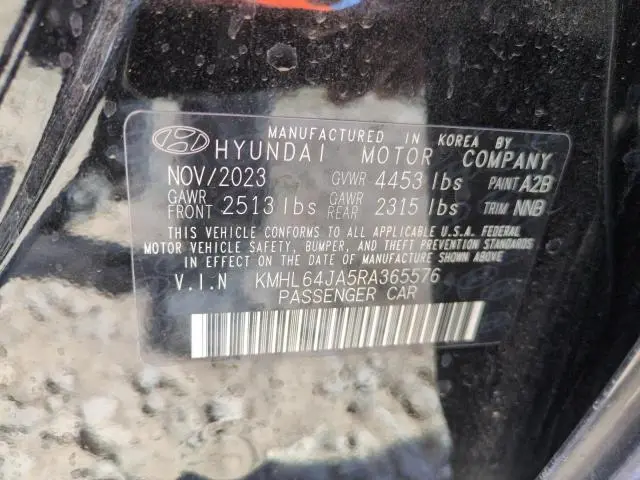 MANUFACTURED IN KOREA BY
HYUNDAI MOTOR COMPANY
NOV/2023 GVWR 4453 lbs PAINT A2B
GAWR FRONT 2513 lbs GAWR REAR 2315 lbs TRIM NNB
THIS VEHICLE CONFORMS TO ALL APPLICABLE U.S.A. FEDERAL
MOTOR VEHICLE SAFETY, BUMPER, AND THEFT PREVENTION STANDARDS
IN EFFECT ON THE DATE OF MANUFACTURE SHOWN ABOVE.
V.I.N KMHL64JA5RA365576
PASSENGER CAR